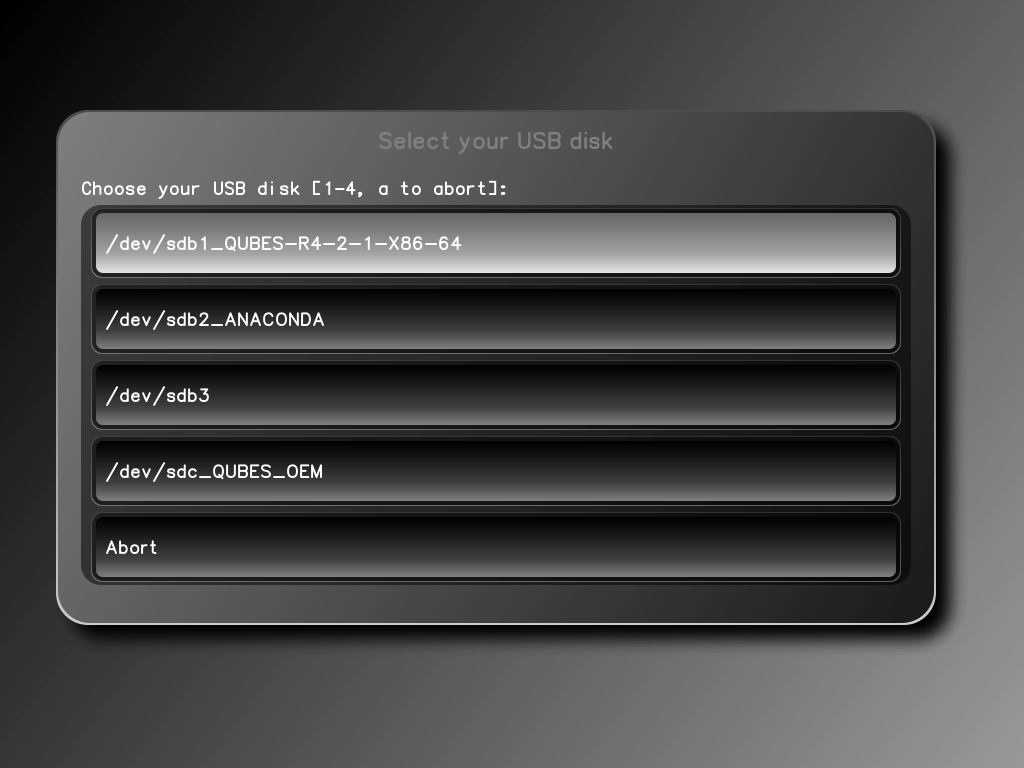 Select your USB disk
Choose your USB disk [1-4, a to abort]:
/dev/sdb1_QUBES-R4-2-1-X86-64
/dev/sdb2_ANACONDA
/dev/sdb3
/dev/sdc_QUBES_OEM
Abort